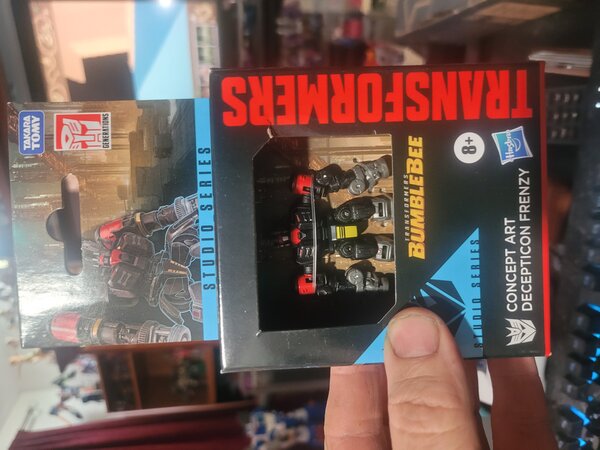 TAKARA
TOMY
GENERATIONS
STUDIO SERIES
TRANSFORMERS
TRANSFORMERS
BUMBLEBEE
8+
Hasbro
STUDIO SERIES
CONCEPT ART
DECEPTICON FRENZY